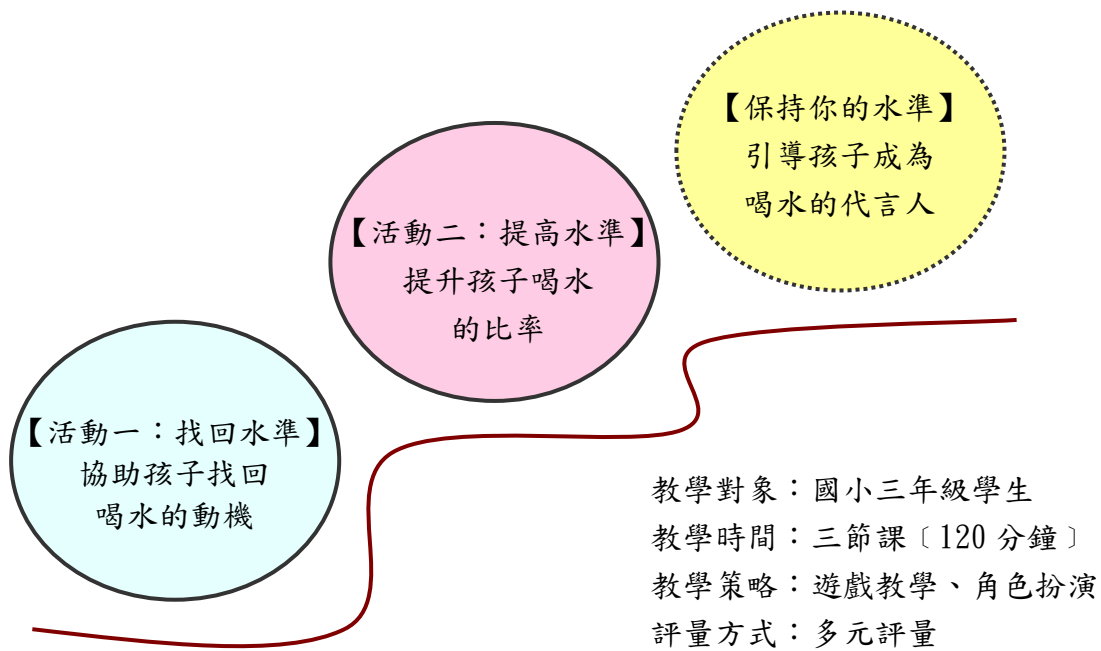 【活動一：找回水準】
協助孩子找回
喝水的動機
【活動二：提高水準】
提升孩子喝水
的比率
【保持你的水準】
引導孩子成為
喝水的代言人
教學對象：國小三年級學生
教學時間：三節課﹝120 分鐘﹞
教學策略：遊戲教學、角色扮演
評量方式：多元評量